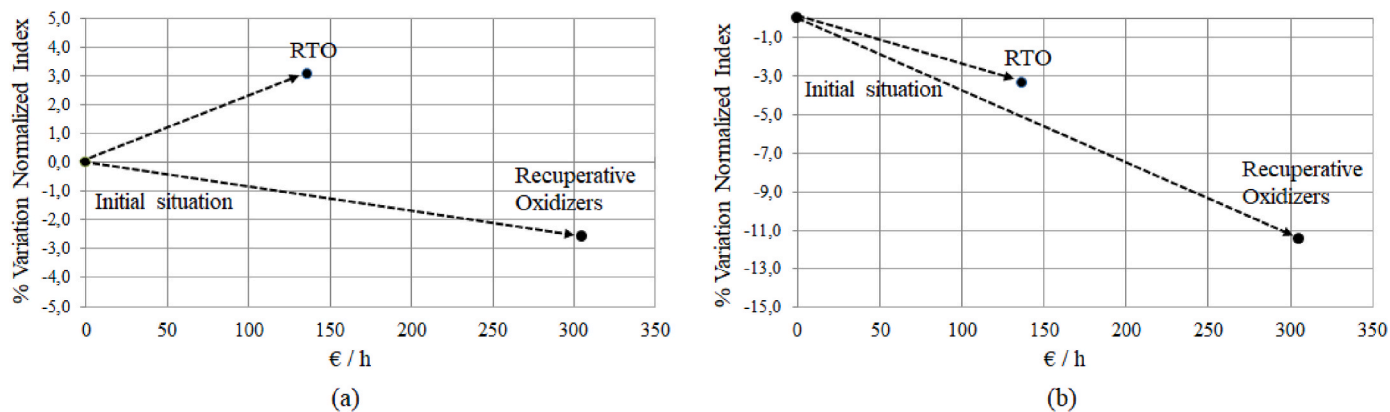 % Variation Normalized Index
5,0
4,0
3,0
2,0
1,0
0,0
-1,0
-2,0
-3,0
-4,0
-5,0
RTO
Initial situation
Recuperative
Oxidizers
0 50 100 150 200 250 300 350
€ / h
(a)
% Variation Normalized Index
-1,0
-3,0
-5,0
-7,0
-9,0
-11,0
-13,0
-15,0
RTO
Initial situation
Recuperative
Oxidizers
0 50 100 150 200 250 300 350
€ / h
(b)